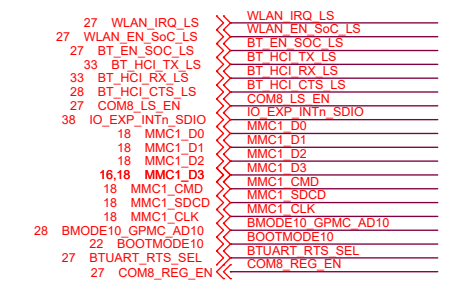 27 WLAN_IRQ_LS WLAN_IRQ_LS
27 WLAN_EN_SoC_LS WLAN_EN_SoC_LS
27 BT_EN_SOC_LS BT_EN_SOC_LS
33 BT_HCI_TX_LS BT_HCI_TX_LS
33 BT_HCI_RX_LS BT_HCI_RX_LS
28 BT_HCI_CTS_LS BT_HCI_CTS_LS
27 COM8_LS_EN COM8_LS_EN
38 IO_EXP_INTn_SDIO IO_EXP_INTn_SDIO
18 MMC1_D0 MMC1_D0
18 MMC1_D1 MMC1_D1
18 MMC1_D2 MMC1_D2
16,18 MMC1_D3 MMC1_D3
18 MMC1_CMD MMC1_CMD
18 MMC1_SDCD MMC1_SDCD
18 MMC1_CLK MMC1_CLK
28 BMODE10_GPMC_AD10 BMODE10_GPMC_AD10
22 BOOTMODE10 BOOTMODE10
27 BTUART_RTS_SEL BTUART_RTS_SEL
27 COM8_REG_EN COM8_REG_EN